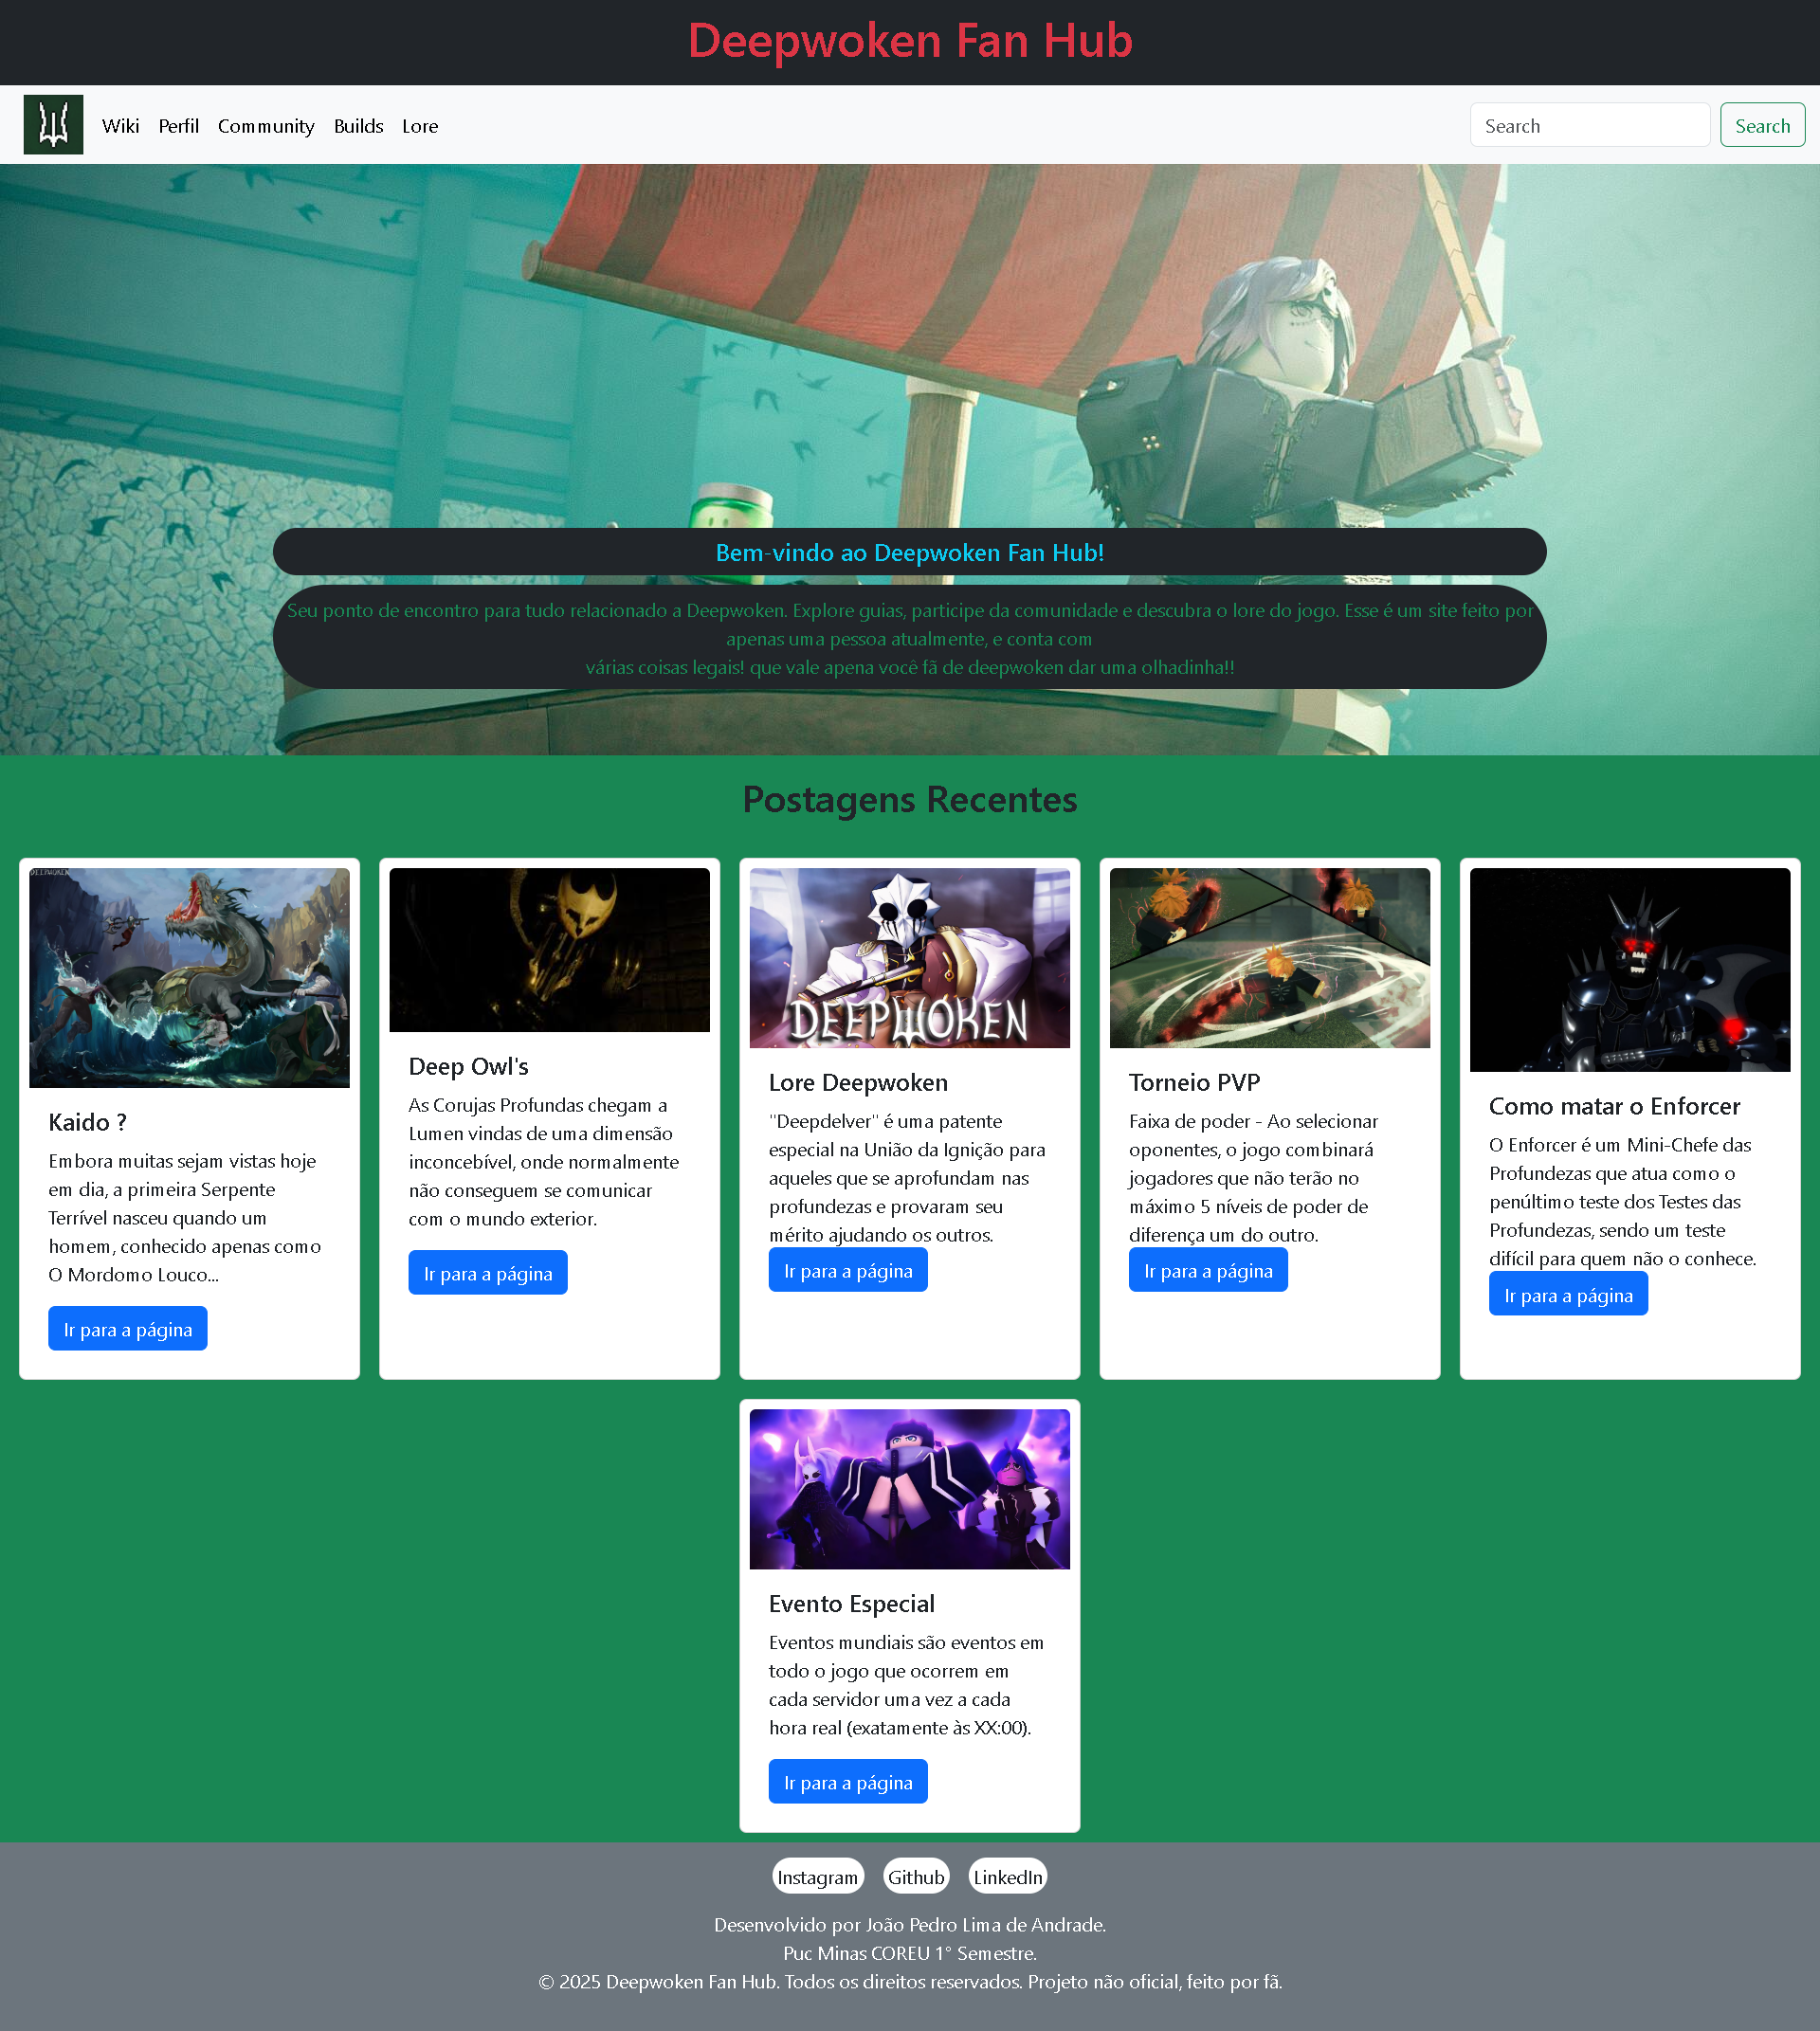 Deepwoken Fan Hub
Wiki Perfil Community Builds Lore Search Search
Bem-vindo ao Deepwoken Fan Hub!
Seu ponto de encontro para tudo relacionado a Deepwoken. Explore guias, participe da comunidade e descubra o lore do jogo. Esse é um site feito por
apenas uma pessoa atualmente, e conta com
várias coisas legais! que vale apena você fã de deepwoken dar uma olhadinha!!
Postagens Recentes
DEEPWOKEN
Kaido ?
Embora muitas sejam vistas hoje
em dia, a primeira Serpente
Terrível nasceu quando um
homem, conhecido apenas como
O Mordomo Louco...
Ir para a página
Deep Owl's
As Corujas Profundas chegam a
Lumen vindas de uma dimensão
inconcebível, onde normalmente
não conseguem se comunicar
com o mundo exterior.
Ir para a página
DEEPWOKEN
Lore Deepwoken
"Deepdelver" é uma patente
especial na União da Ignição para
aqueles que se aprofundam nas
profundezas e provaram seu
mérito ajudando os outros.
Ir para a página
Torneio PVP
Faixa de poder - Ao selecionar
oponentes, o jogo combinará
jogadores que não terão no
máximo 5 níveis de poder de
diferença um do outro.
Ir para a página
Como matar o Enforcer
O Enforcer é um Mini-Chefe das
Profundezas que atua como o
penúltimo teste dos Testes das
Profundezas, sendo um teste
difícil para quem não o conhece.
Ir para a página
Evento Especial
Eventos mundiais são eventos em
todo o jogo que ocorrem em
cada servidor uma vez a cada
hora real (exatamente às XX:00).
Ir para a página
Instagram Github LinkedIn
Desenvolvido por João Pedro Lima de Andrade.
Puc Minas COREU 1° Semestre.
© 2025 Deepwoken Fan Hub. Todos os direitos reservados. Projeto não oficial, feito por fã.